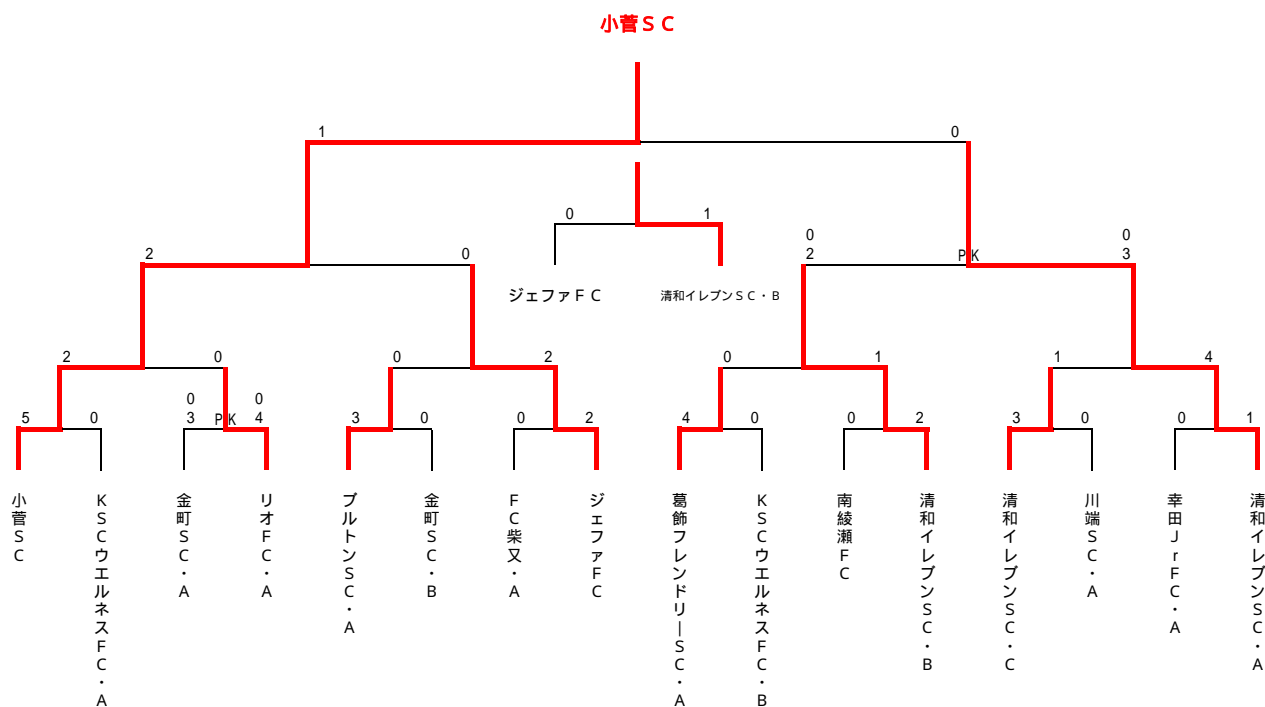 小菅ＳＣ
1
0
0
1
0
0
2
0
2
PK
3
ジェファＦＣ
清和イレブンＳＣ・Ｂ
2
0
0
2
0
1
1
4
0
0
5
0
3
PK
4
3
0
0
2
4
0
0
2
3
0
0
1
小菅ＳＣ
ＫＳＣウエルネスＦＣ・Ａ
金町ＳＣ・Ａ
リオＦＣ・Ａ
ブルトンＳＣ・Ａ
金町ＳＣ・Ｂ
ＦＣ柴又・Ａ
ジェファＦＣ
葛飾フレンドリーＳＣ・Ａ
ＫＳＣウエルネスＦＣ・Ｂ
南綾瀬ＦＣ
清和イレブンＳＣ・Ｂ
清和イレブンＳＣ・Ｃ
川端ＳＣ・Ａ
幸田ＪｒＦＣ・Ａ
清和イレブンＳＣ・Ａ